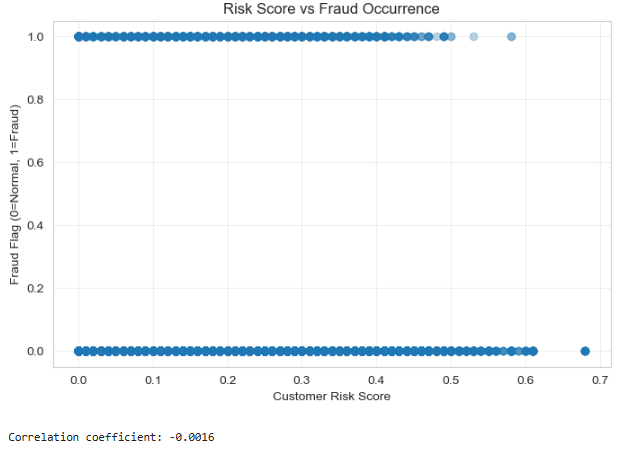 Risk Score vs Fraud Occurrence
1.0
0.8
0.6
0.4
0.2
0.0
Fraud Flag (0=Normal, 1=Fraud)
0.0 0.1 0.2 0.3 0.4 0.5 0.6 0.7
Customer Risk Score
Correlation coefficient: -0.0016